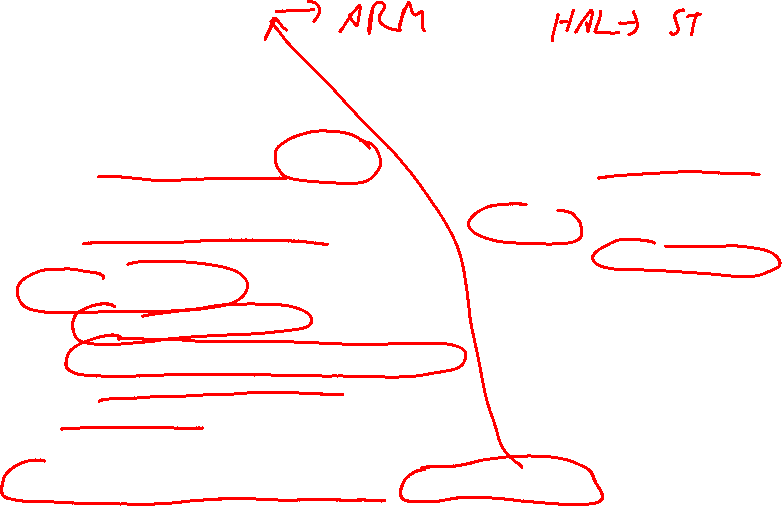 → ARM HAL → ST